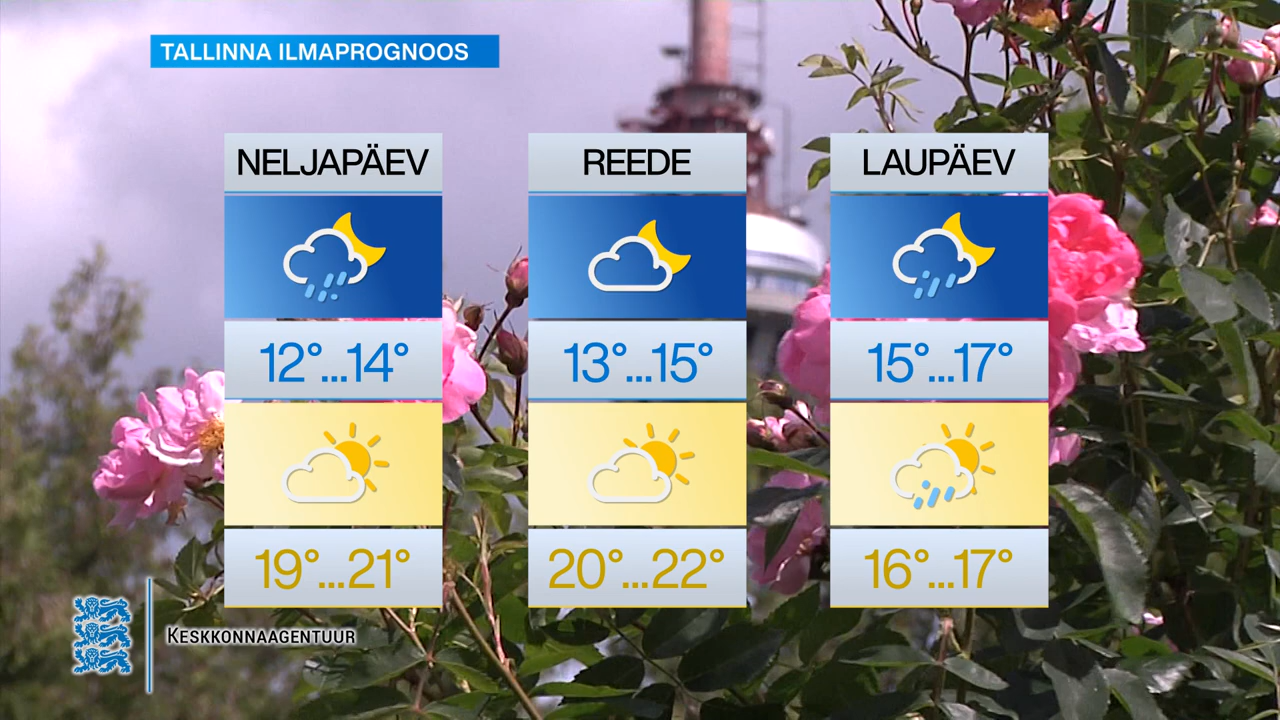 TALLINNA ILMAPROGNOOS
NELJAPÄEV
12°...14°
19°...21°
REEDE
13°...15°
20°...22°
LAUPÄEV
15°...17°
16°...17°
KESKKONNAAGENTUUR